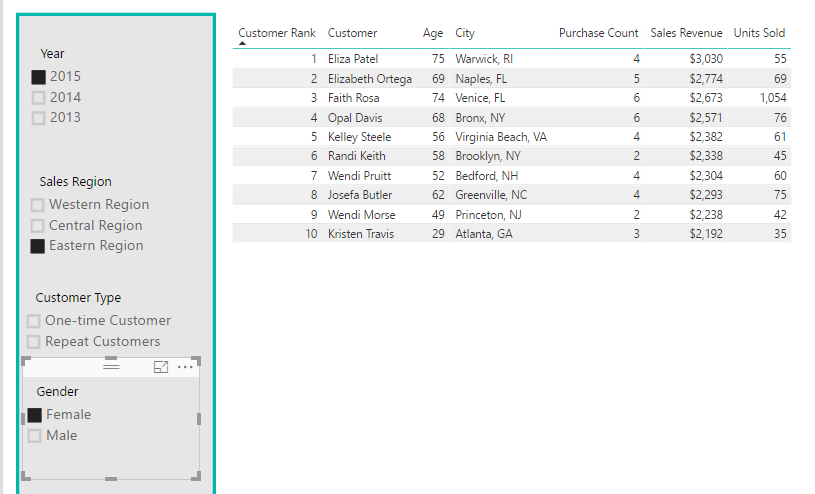 Year
2015
2014
2013
Sales Region
Western Region
Central Region
Eastern Region
Customer Type
One-time Customer
Repeat Customers
Gender
Female
Male
Customer Rank Customer Age City Purchase Count Sales Revenue Units Sold
1 Eliza Patel 75 Warwick, RI 4 $3,030 55
2 Elizabeth Ortega 69 Naples, FL 5 $2,774 69
3 Faith Rosa 74 Venice, FL 6 $2,673 1,054
4 Opal Davis 68 Bronx, NY 6 $2,571 76
5 Kelley Steele 56 Virginia Beach, VA 4 $2,382 61
6 Randi Keith 58 Brooklyn, NY 2 $2,338 45
7 Wendi Pruitt 52 Bedford, NH 4 $2,304 60
8 Josefa Butler 62 Greenville, NC 4 $2,293 75
9 Wendi Morse 49 Princeton, NJ 2 $2,238 42
10 Kristen Travis 29 Atlanta, GA 3 $2,192 35